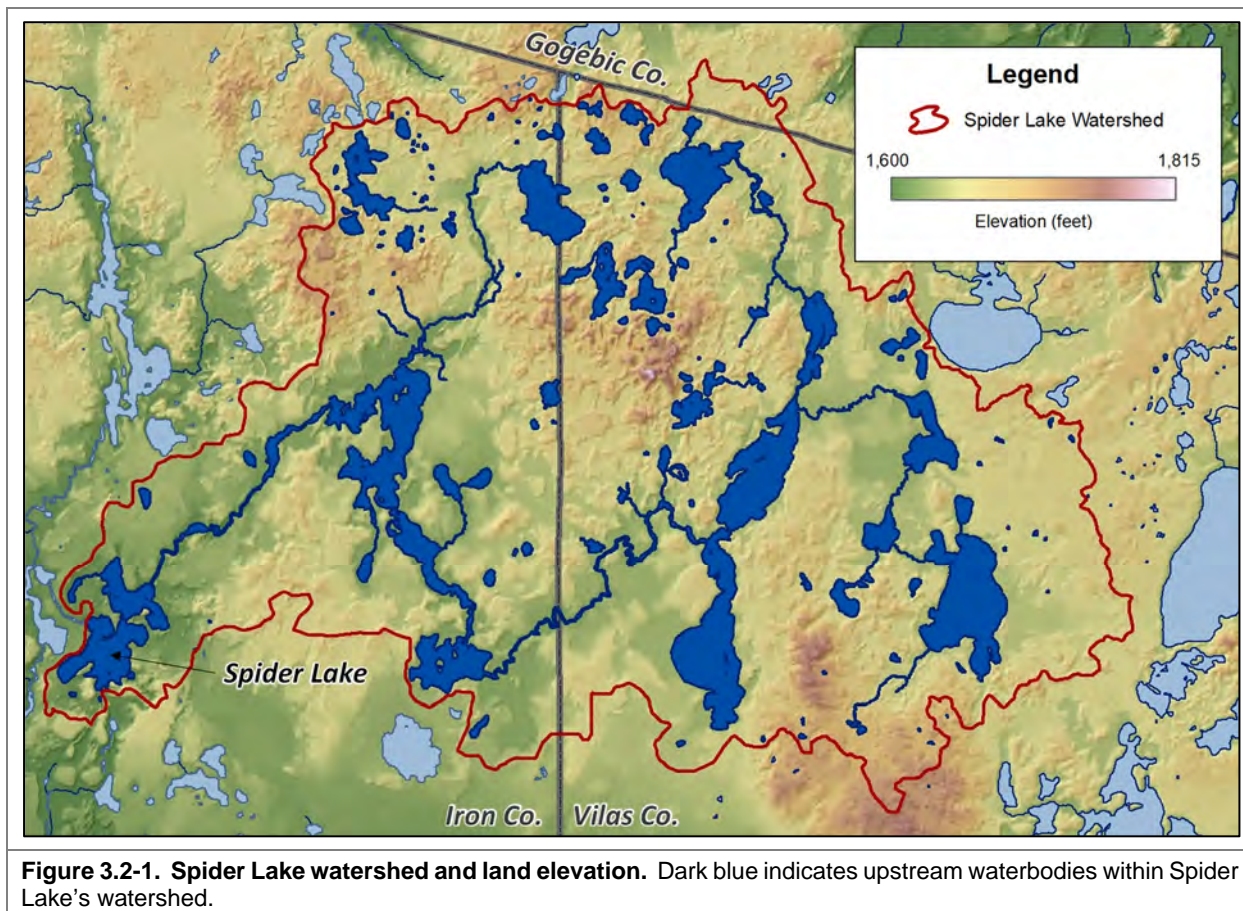 Gogebic Co.
Legend
Spider Lake Watershed
1,600 1,815
Elevation (feet)
Spider Lake
Iron Co. Vilas Co.
Figure 3.2-1. Spider Lake watershed and land elevation. Dark blue indicates upstream waterbodies within Spider
Lake's watershed.